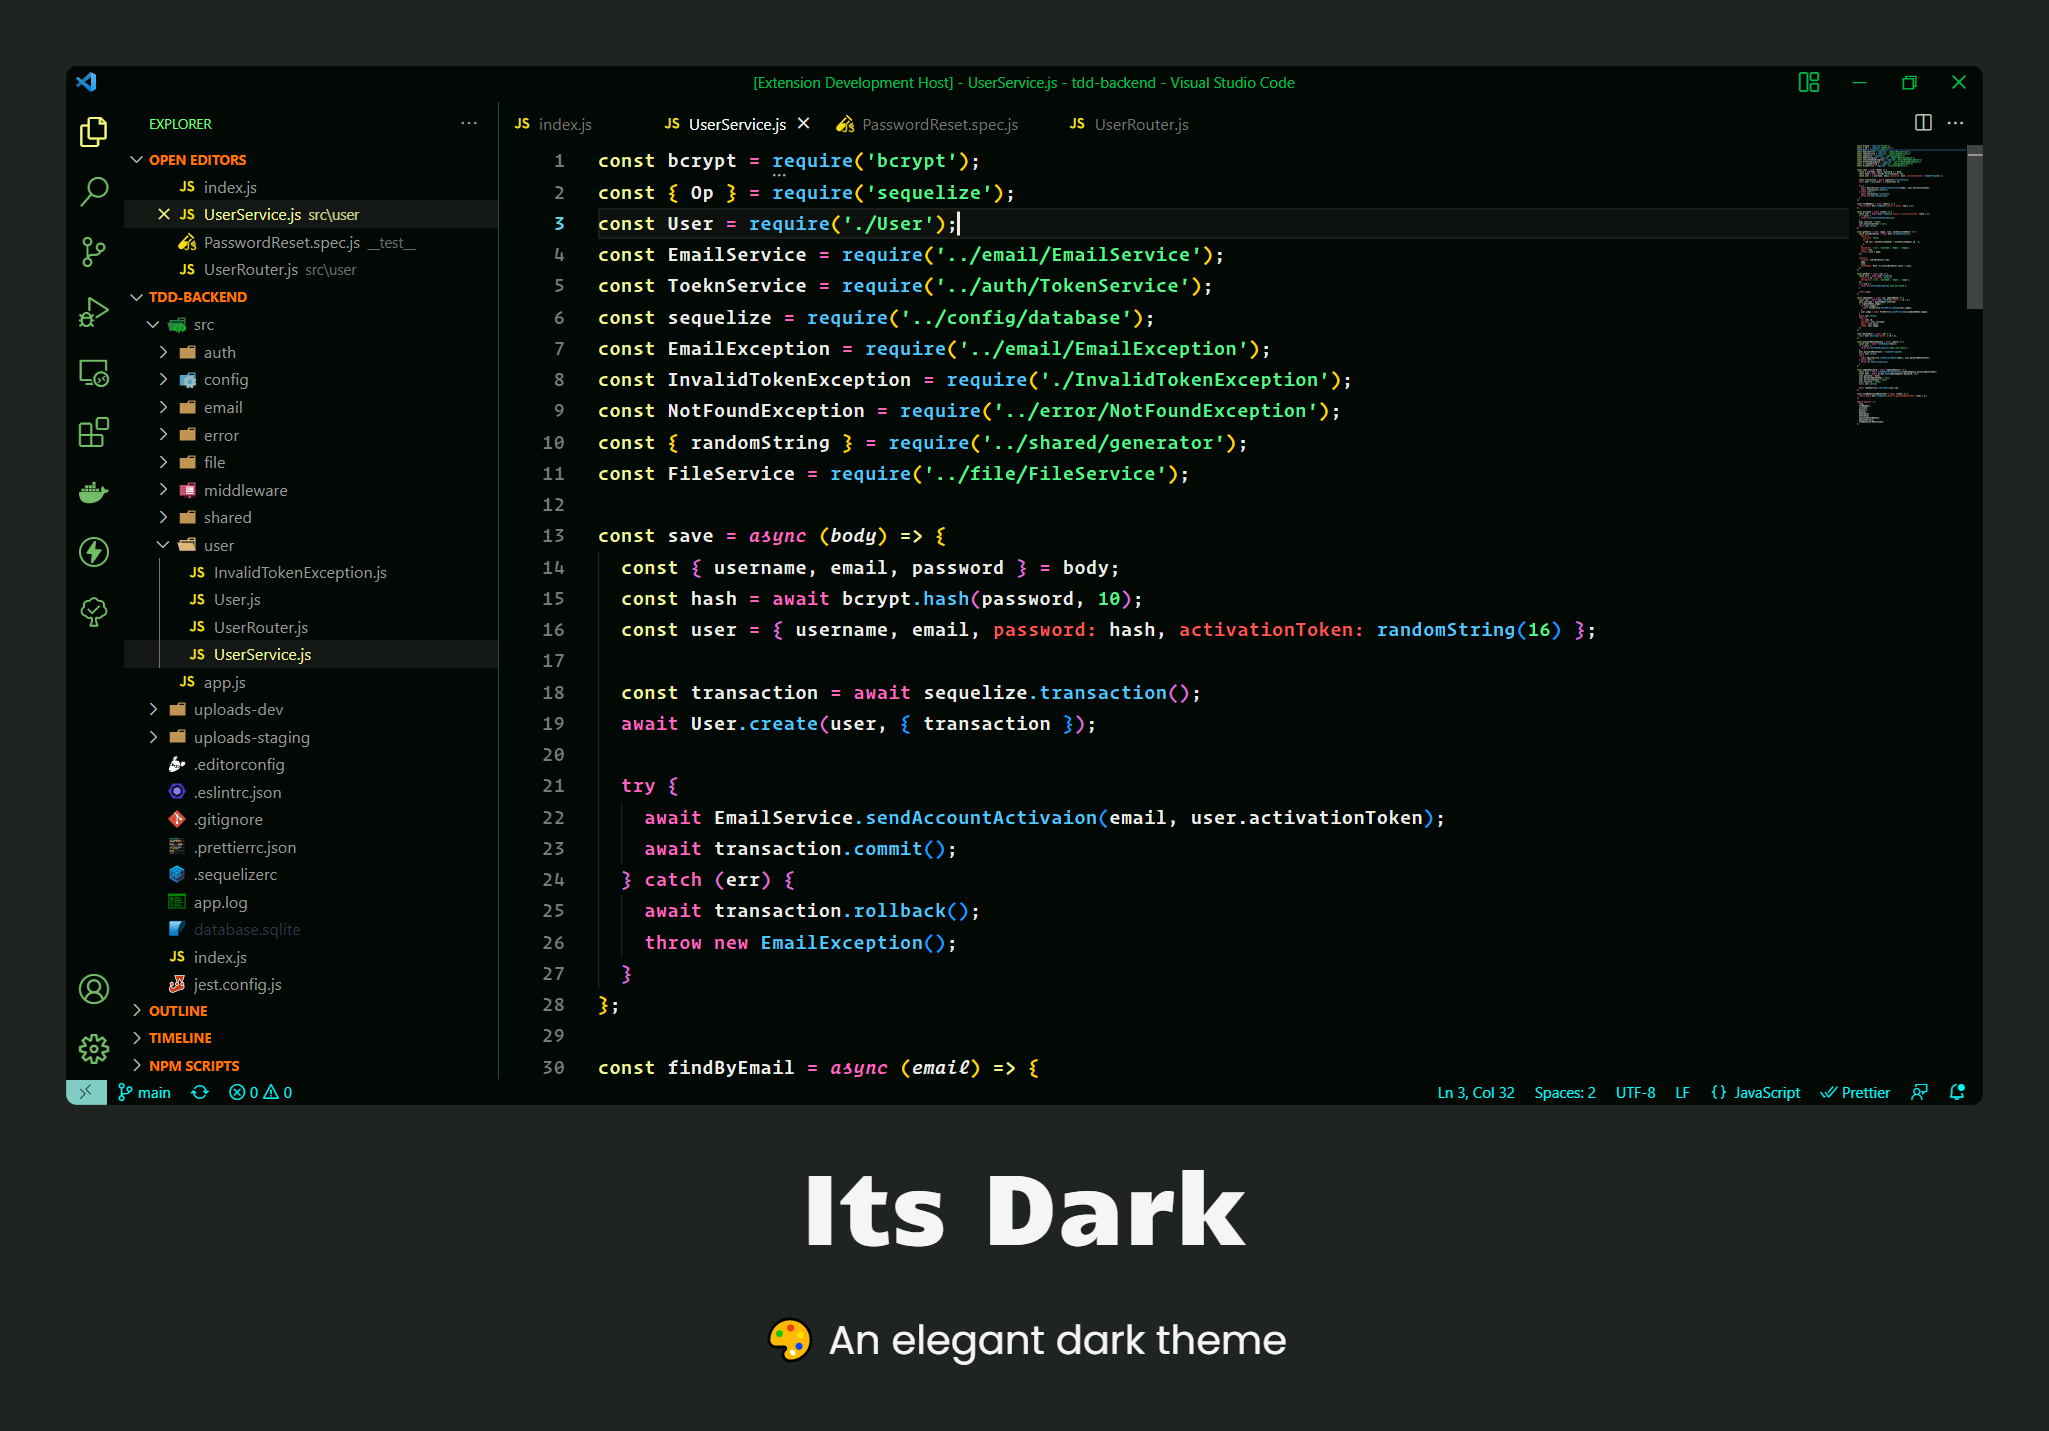 [Extension Development Host] - UserService.js - tdd-backend - Visual Studio Code
EXPLORER
OPEN EDITORS
JS index.js
JS UserService.js src\user
PasswordReset.spec.js __test__
JS UserRouter.js src\user
TDD-BACKEND
src
auth
config
email
error
file
middleware
shared
user
JS InvalidTokenException.js
JS User.js
JS UserRouter.js
JS UserService.js
JS app.js
uploads-dev
uploads-staging
.editorconfig
.eslintrc.json
.gitignore
.prettierrc.json
.sequelizerc
app.log
database.sqlite
JS index.js
jest.config.js
OUTLINE
TIMELINE
NPM SCRIPTS
JS index.js JS UserService.js PasswordReset.spec.js JS UserRouter.js
1 const bcrypt = require('bcrypt');
2 const { Op } = require('sequelize');
3 const User = require('./User');
4 const EmailService = require('../email/EmailService');
5 const ToeknService = require('../auth/TokenService');
6 const sequelize = require('../config/database');
7 const EmailException = require('../email/EmailException');
8 const InvalidTokenException = require('./InvalidTokenException');
9 const NotFoundException = require('../error/NotFoundException');
10 const { randomString } = require('../shared/generator');
11 const FileService = require('../file/FileService');
12
13 const save = async (body) => {
14 const { username, email, password } = body;
15 const hash = await bcrypt.hash(password, 10);
16 const user = { username, email, password: hash, activationToken: randomString(16) };
17
18 const transaction = await sequelize.transaction();
19 await User.create(user, { transaction });
20
21 try {
22 await EmailService.sendAccountActivaion(email, user.activationToken);
23 await transaction.commit();
24 } catch (err) {
25 await transaction.rollback();
26 throw new EmailException();
27 }
28 };
29
30 const findByEmail = async (email) => {
main 0 0 Ln 3, Col 32 Spaces: 2 UTF-8 LF {} JavaScript Prettier
Its Dark
An elegant dark theme